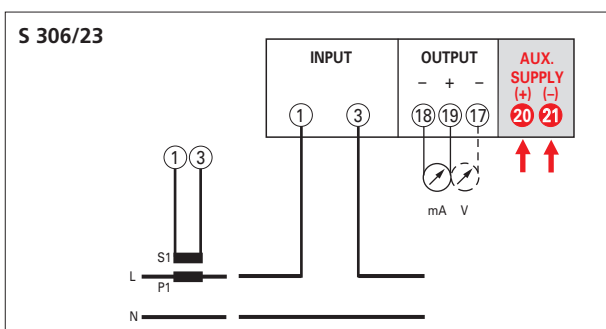 S 306/23
INPUT
OUTPUT
AUX.
SUPPLY
– + –
(+) (–)
1 3
18 19 17
20 21
1 3
mA V
S1
L
P1
N